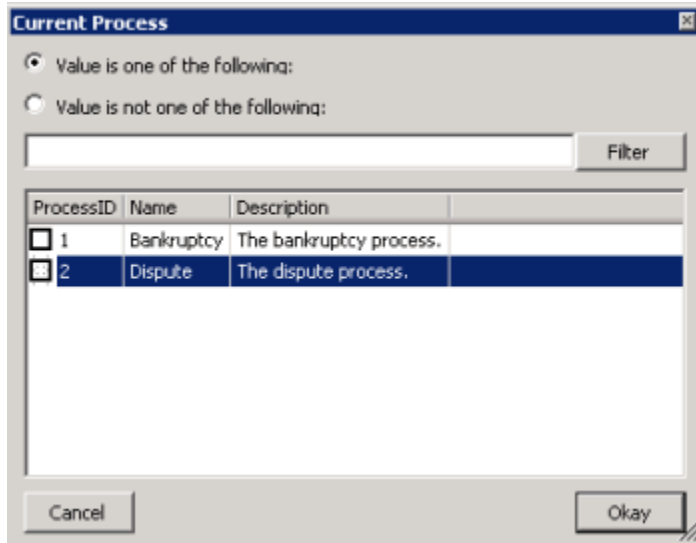 Current Process
Value is one of the following:
Value is not one of the following:
Filter
ProcessID Name Description
1 Bankruptcy The bankruptcy process.
2 Dispute The dispute process.
Cancel Okay